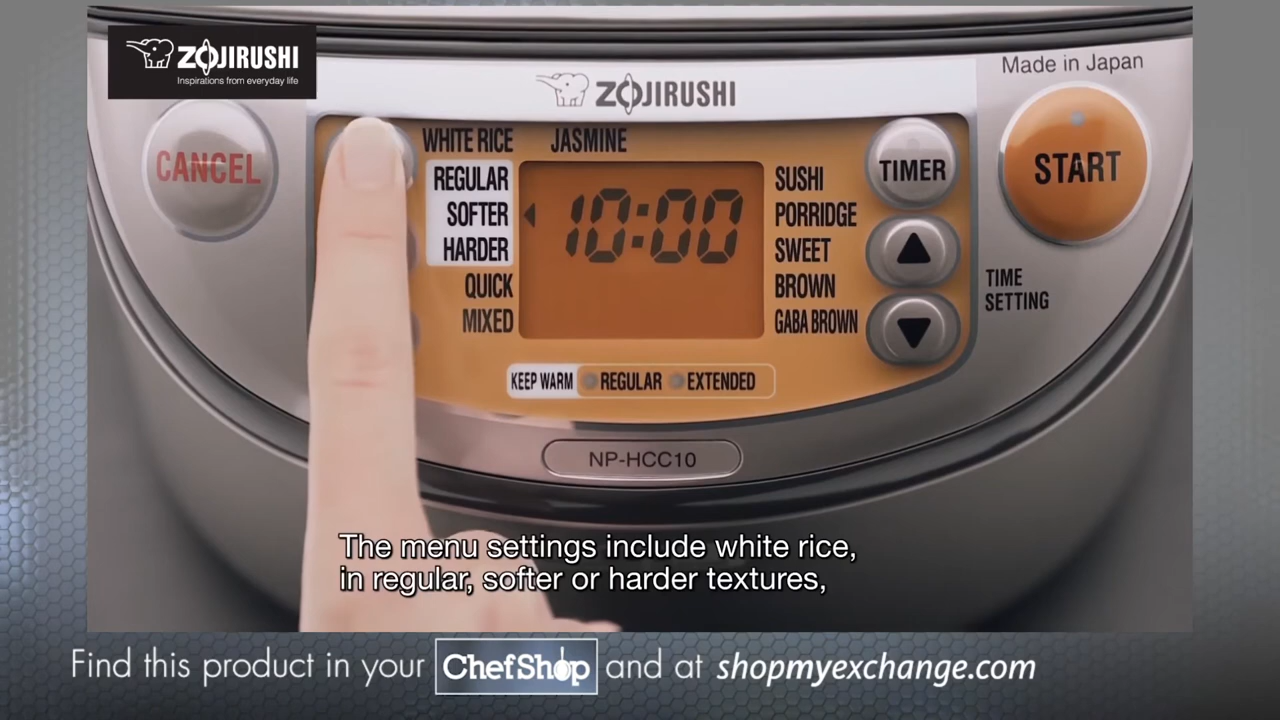 ZOJIRUSHI
Inspirations from everyday life
ZOJIRUSHI
Made in Japan
CANCEL
WHITE RICE
JASMINE
REGULAR
SOFTER
HARDER
QUICK
MIXED
10:00
SUSHI
PORRIDGE
SWEET
BROWN
GABA BROWN
TIMER
START
TIME
SETTING
KEEP WARM REGULAR EXTENDED
NP-HCC10
The menu settings include white rice,
in regular, softer or harder textures,
Find this product in your ChefShop and at shopmyexchange.com